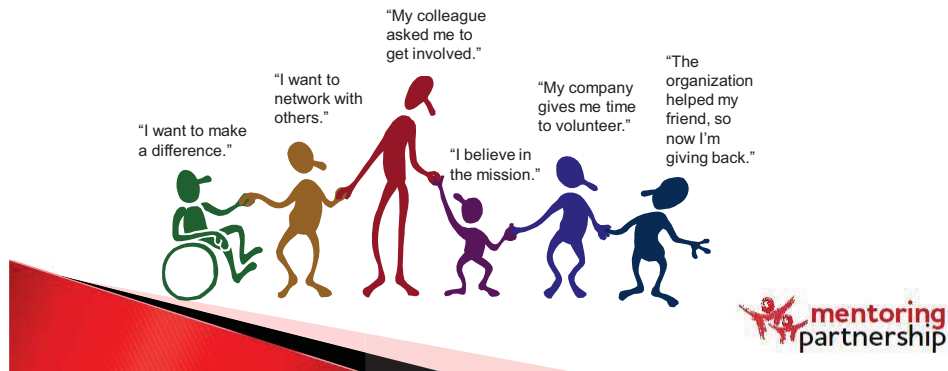 “I want to make
a difference.”
“I want to
network with
others.”
“My colleague
asked me to
get involved.”
“I believe in
the mission.”
“My company
gives me time
to volunteer.”
“The
organization
helped my
friend, so
now I’m
giving back.”
mentoring
partnership